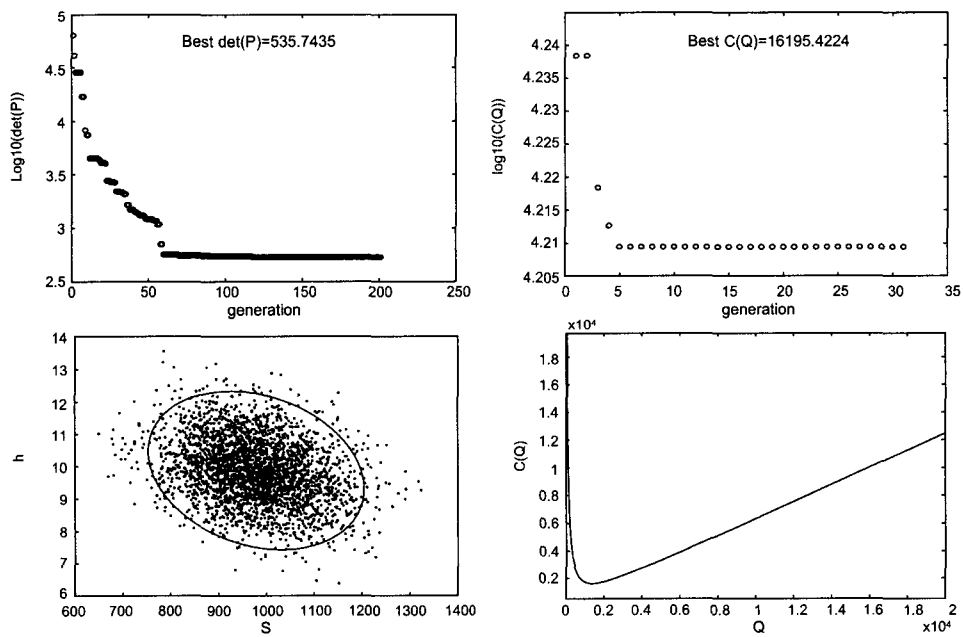 Best det(P)=535.7435
Log10(det(P))
5
4.5
4
3.5
3
2.5
0 50 100 150 200 250
generation
Best C(Q)=16195.4224
log10(C(Q))
4.245
4.24
4.235
4.23
4.225
4.22
4.215
4.21
4.205
0 5 10 15 20 25 30 35
generation
h
14
13
12
11
10
9
8
7
6
600 700 800 900 1000 1100 1200 1300 1400
S
x10⁴
C(Q)
1.8
1.6
1.4
1.2
1
0.8
0.6
0.4
0.2
0 0.2 0.4 0.6 0.8 1 1.2 1.4 1.6 1.8 2
Q
x10⁴